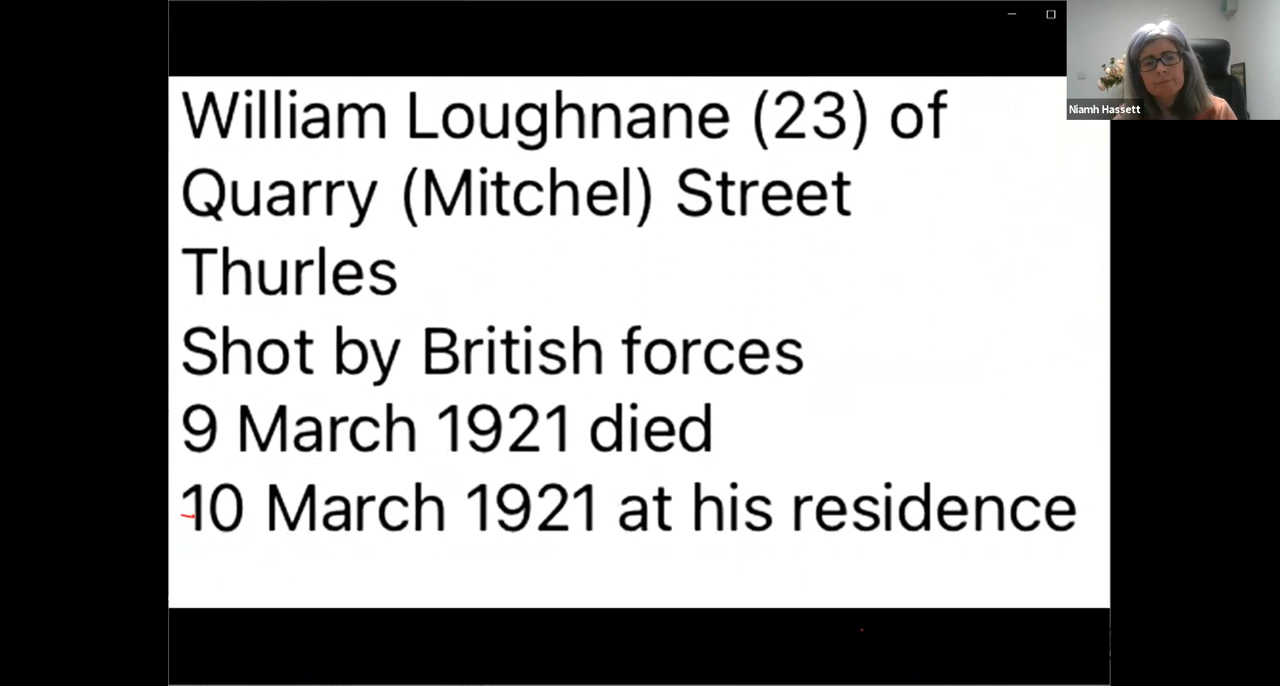 William Loughnane (23) of
Quarry (Mitchel) Street
Thurles
Shot by British forces
9 March 1921 died
10 March 1921 at his residence
Niamh Hassett